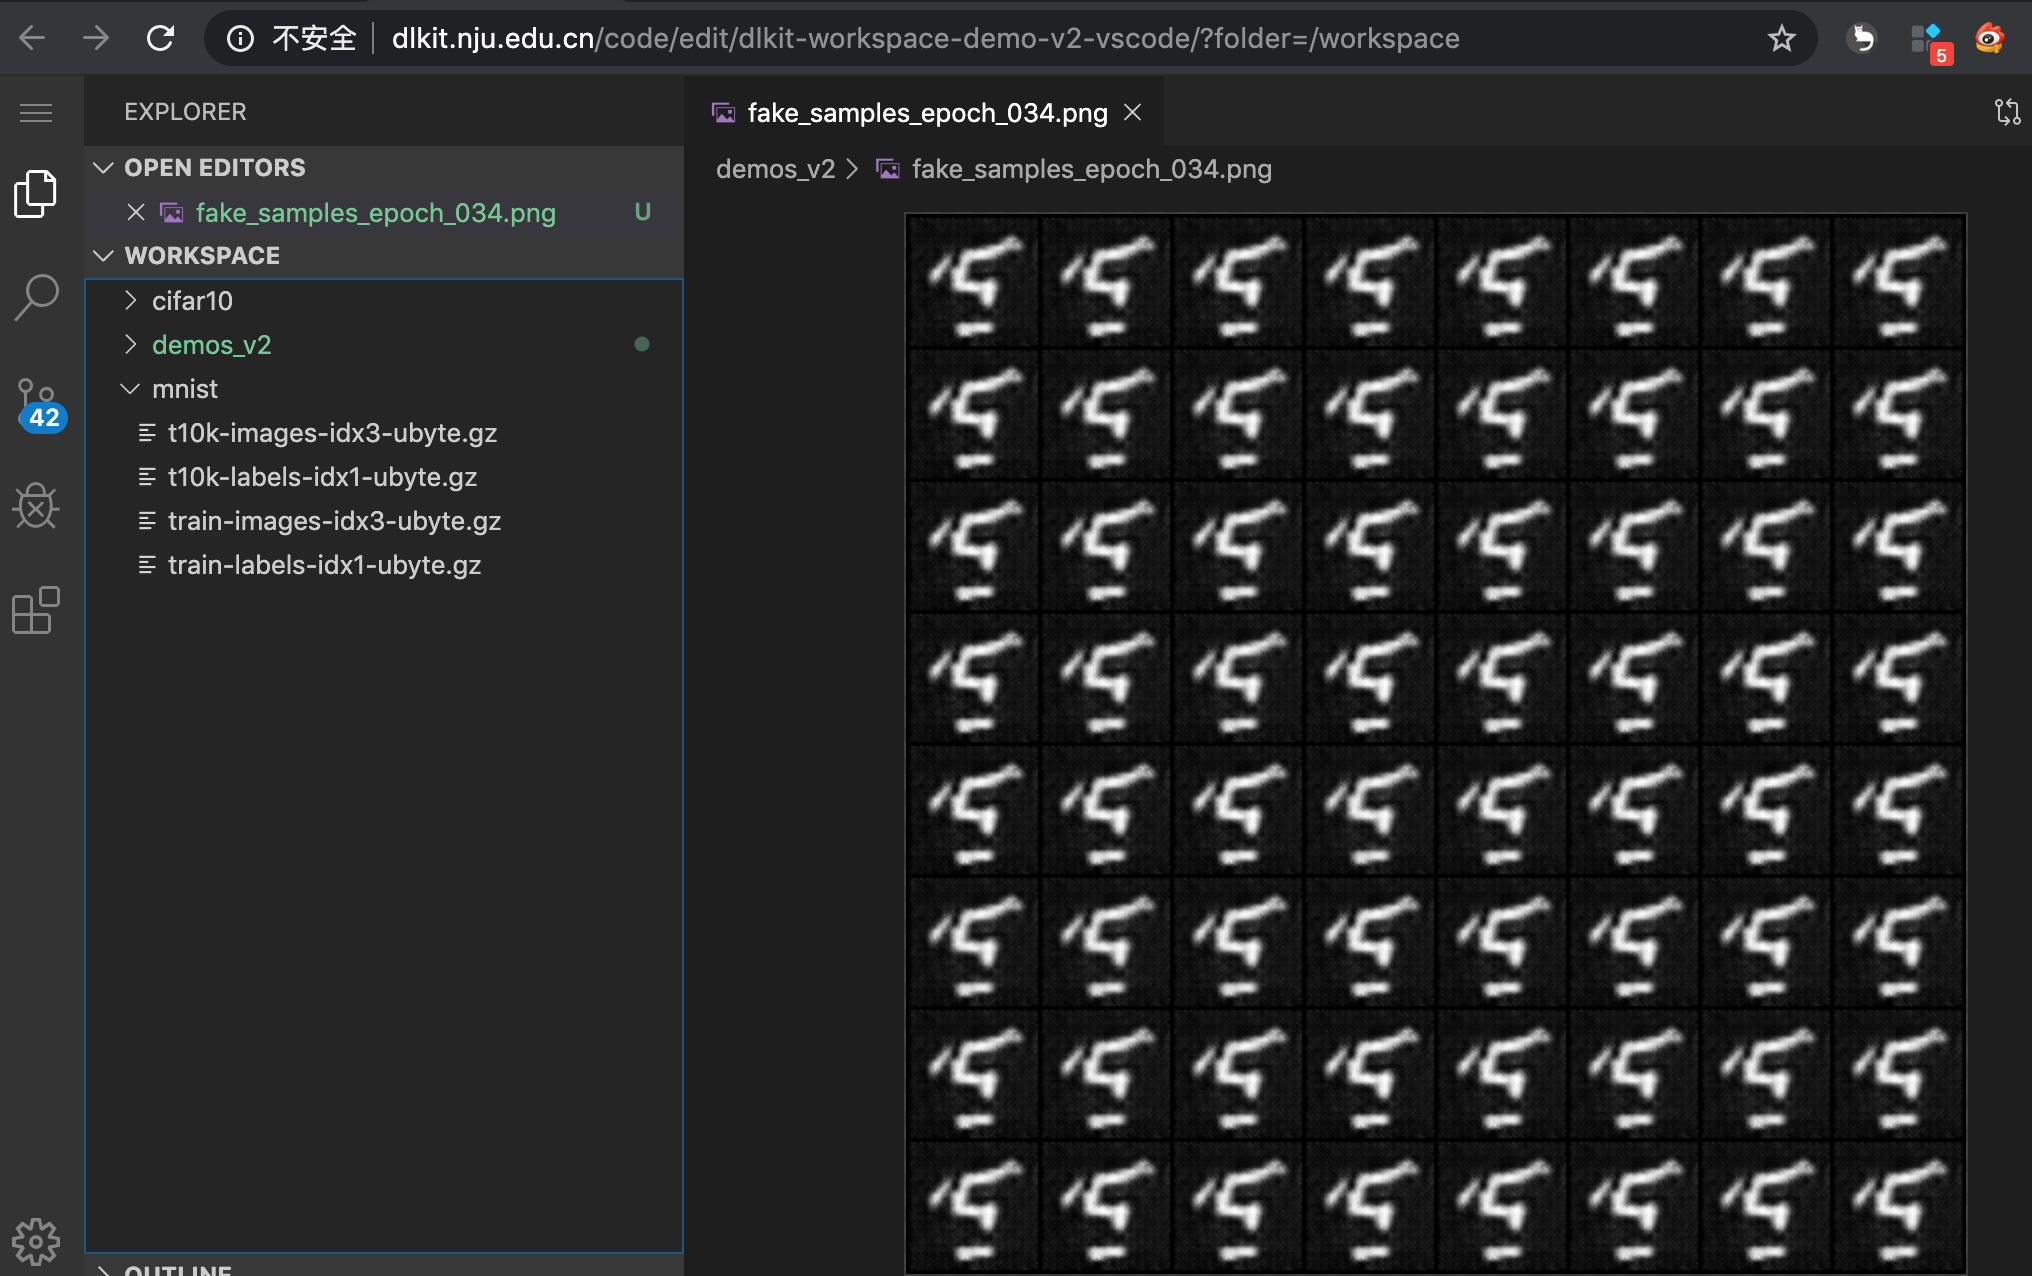 不安全 dlkit.nju.edu.cn/code/edit/dlkit-workspace-demo-v2-vscode/?folder=/workspace
5
EXPLORER
OPEN EDITORS
fake_samples_epoch_034.png U
WORKSPACE
cifar10
demos_v2
mnist
t10k-images-idx3-ubyte.gz
t10k-labels-idx1-ubyte.gz
train-images-idx3-ubyte.gz
train-labels-idx1-ubyte.gz
OUTLINE
42
fake_samples_epoch_034.png
demos_v2 > fake_samples_epoch_034.png